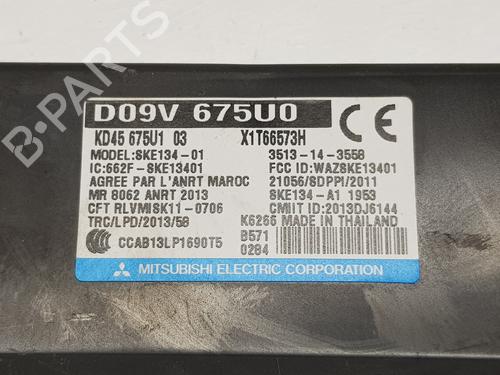 D09V 675U0
KD45 675U1 03 X1T66573H
MODEL:SKE134-01 3513-14-3558
IC:662F-SKE13401 FCC ID:WAZSKE13401
AGREE PAR L'ANRT MAROC 21056/SDPPI/2011
MR 8062 ANRT 2013 SKE134-A1 1953
CFT RLVMISK11-0706 CMIIT ID:2013DJ6144
TRC/LPD/2013/58 K6266 MADE IN THAILAND
CCAB13LP1690T5 B571
0284
MITSUBISHI ELECTRIC CORPORATION
CE
B-PARTS